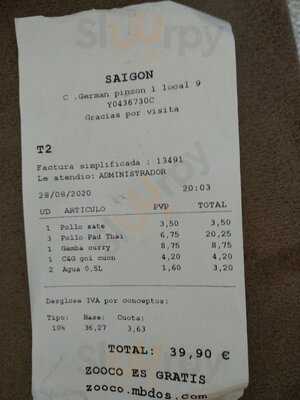 SAIGON
C .German pinzon 1 local 9
Y0436730C
Gracias por visita
T2
Factura simplificada : 13491
Le atendio: ADMINISTRADOR
28/08/2020 20:03
UD ARTICULO PVP TOTAL
1 Pollo sate 3,50 3,50
3 Pollo Pad Thai 6,75 20,25
1 Gamba curry 8,75 8,75
1 C&G goi cuon 4,20 4,20
2 Agua 0,5L 1,60 3,20
Desglose IVA por conceptos:
Tipo: Base: Cuota:
10% 36,27 3,63
TOTAL: 39,90 €
ZOOCO ES GRATIS
zooco.mbdos.com